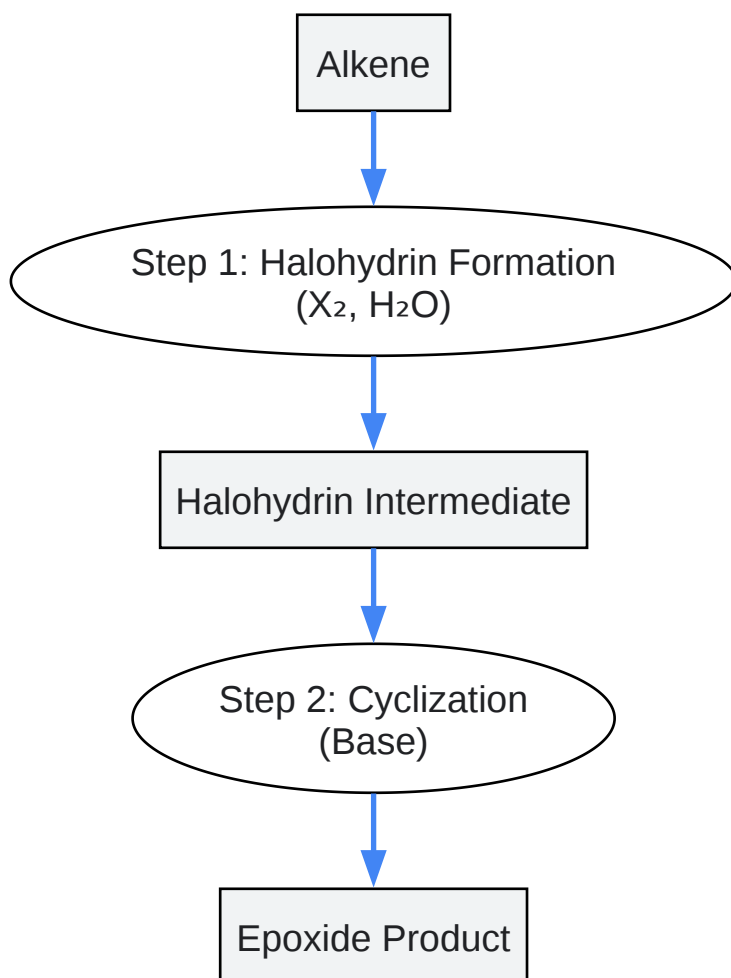 Alkene
Step 1: Halohydrin Formation
(X₂, H₂O)
Halohydrin Intermediate
Step 2: Cyclization
(Base)
Epoxide Product